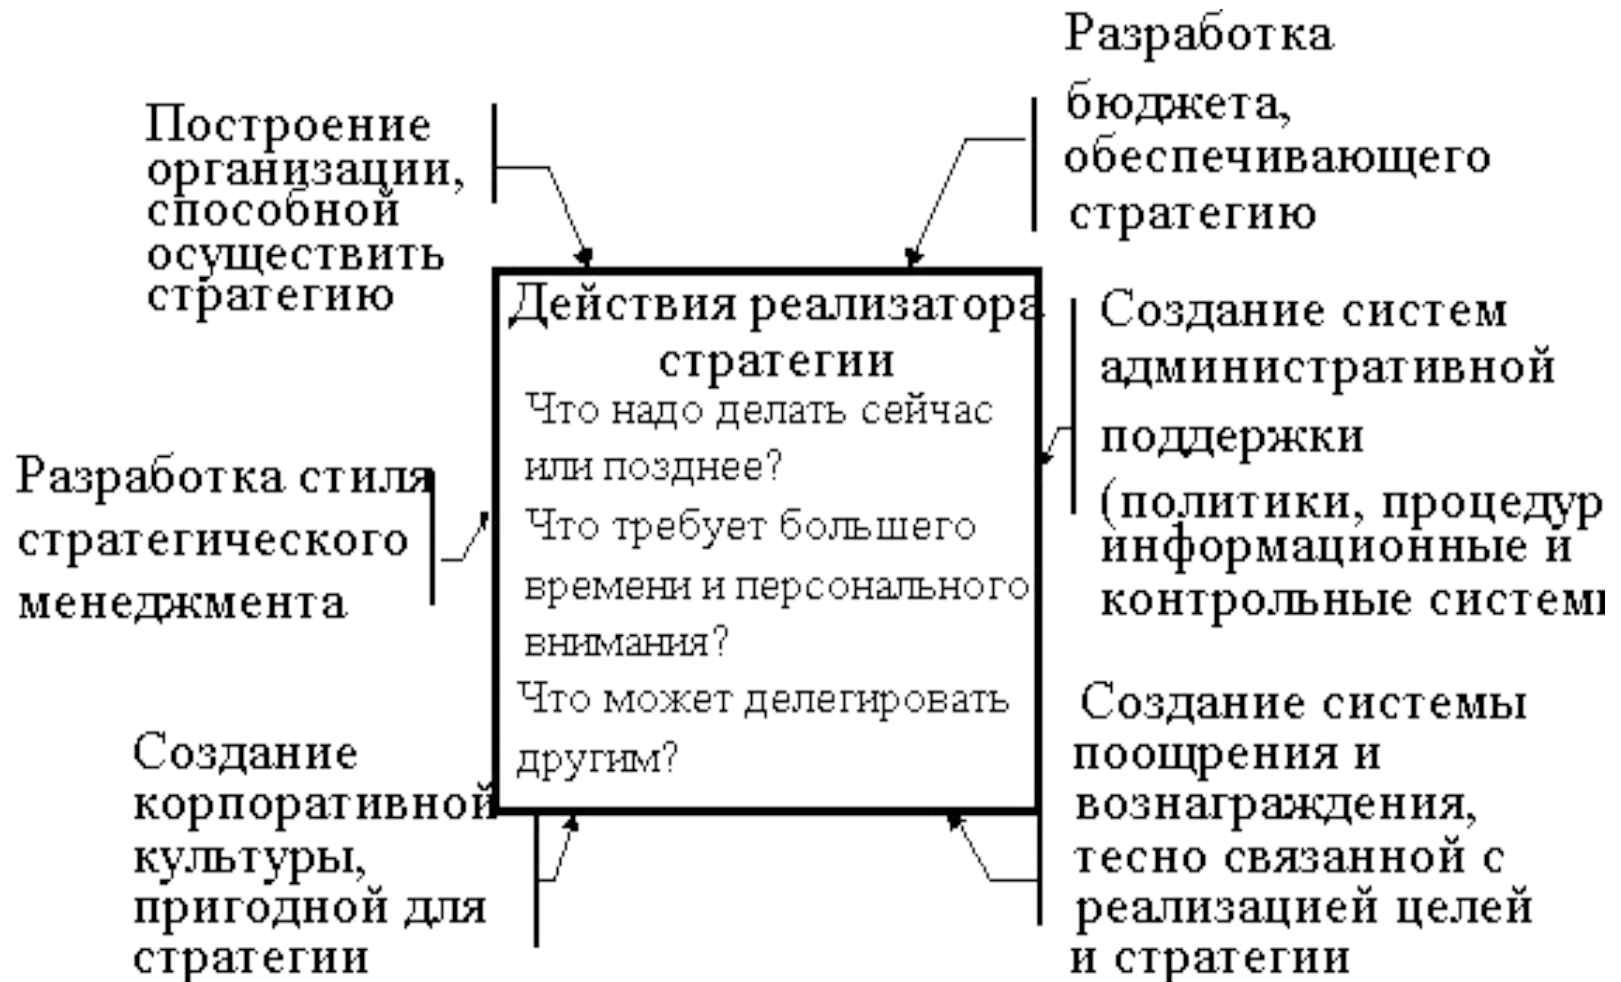 Построение
организации,
способной
осуществить
стратегию
Разработка
бюджета,
обеспечивающего
стратегию
Действия реализатора
стратегии
Что надо делать сейчас
или позднее?
Что требует большего
времени и персонального
внимания?
Что может делегировать
другим?
Создание систем
административной
поддержки
(политики, процедур
информационные и
контрольные систем
Разработка стиля
стратегического
менеджмента
Создание
корпоративной
культуры,
пригодной для
стратегии
Создание системы
поощрения и
вознаграждения,
тесно связанной с
реализацией целей
и стратегии